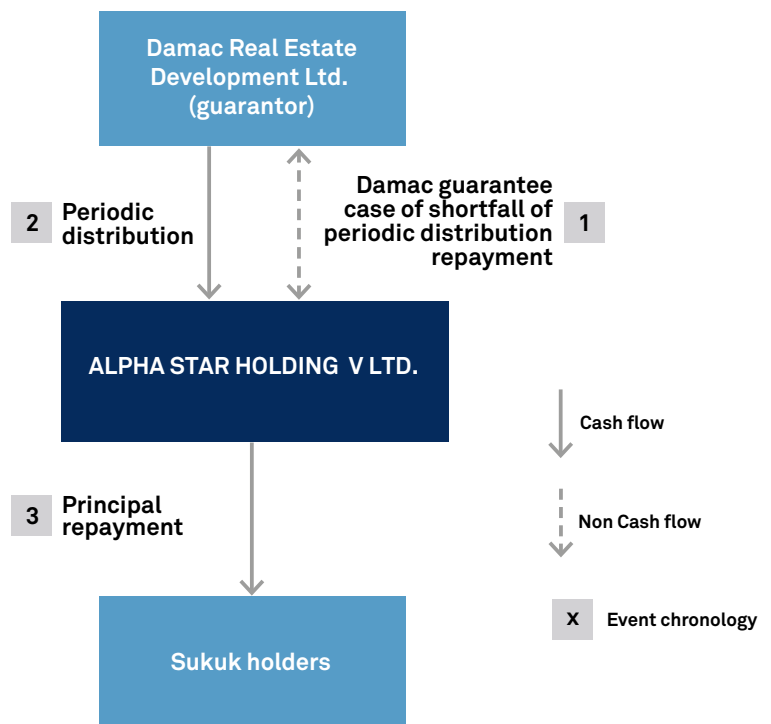 Damac Real Estate
Development Ltd.
(guarantor)
2
Periodic
distribution
Damac guarantee
case of shortfall of
periodic distribution
repayment
1
ALPHA STAR HOLDING V LTD.
Cash flow
3
Principal
repayment
Non Cash flow
X
Event chronology
Sukuk holders